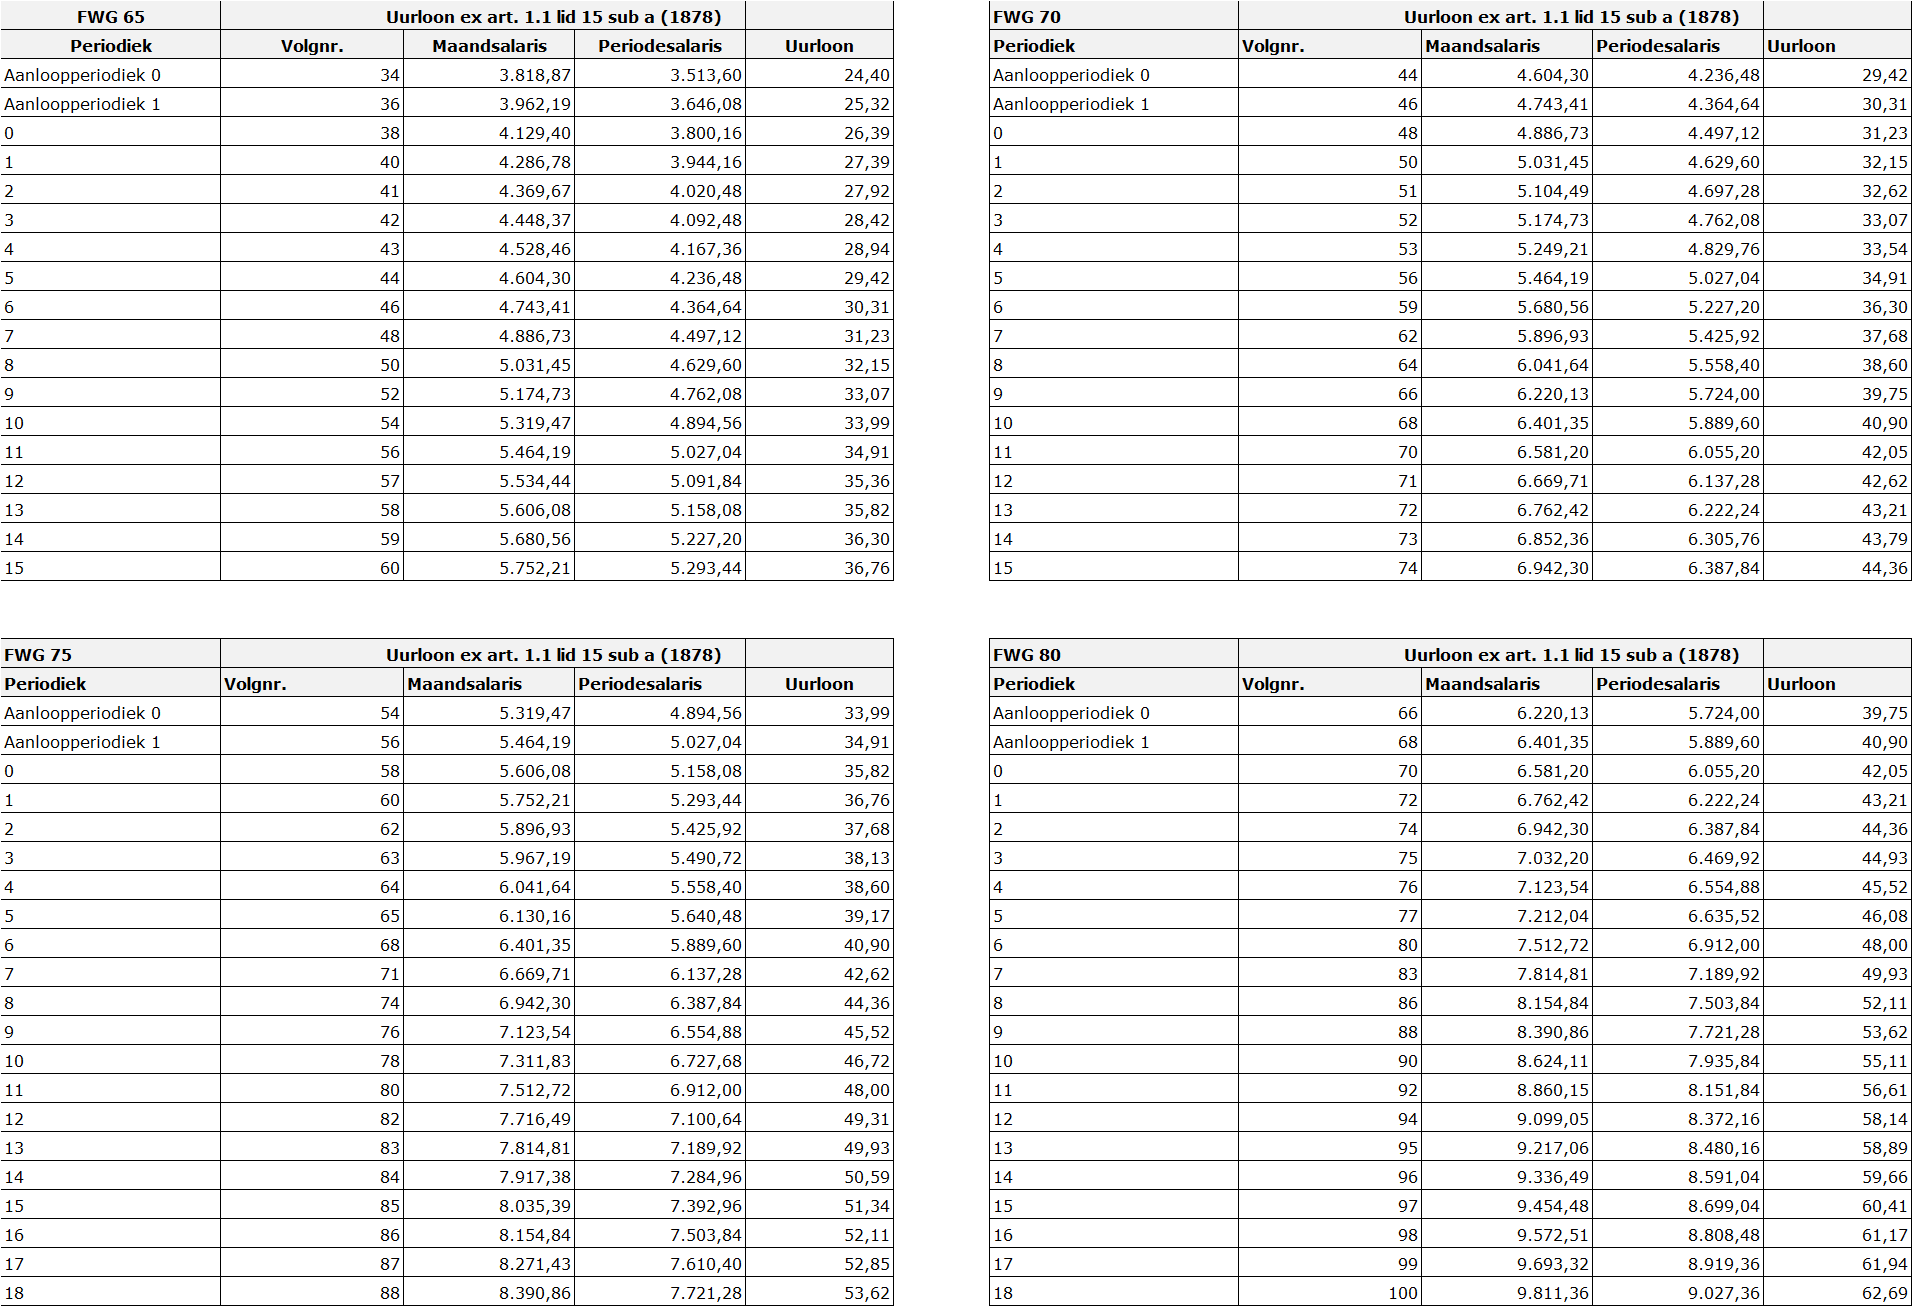 FWG 65 Uurloon ex art. 1.1 lid 15 sub a (1878)
Periodiek Volgnr. Maandsalaris Periodesalaris Uurloon
Aanloopperiodiek 0 34 3.818,87 3.513,60 24,40
Aanloopperiodiek 1 36 3.962,19 3.646,08 25,32
0 38 4.129,40 3.800,16 26,39
1 40 4.286,78 3.944,16 27,39
2 41 4.369,67 4.020,48 27,92
3 42 4.448,37 4.092,48 28,42
4 43 4.528,46 4.167,36 28,94
5 44 4.604,30 4.236,48 29,42
6 46 4.743,41 4.364,64 30,31
7 48 4.886,73 4.497,12 31,23
8 50 5.031,45 4.629,60 32,15
9 52 5.174,73 4.762,08 33,07
10 54 5.319,47 4.894,56 33,99
11 56 5.464,19 5.027,04 34,91
12 57 5.534,44 5.091,84 35,36
13 58 5.606,08 5.158,08 35,82
14 59 5.680,56 5.227,20 36,30
15 60 5.752,21 5.293,44 36,76
FWG 70 Uurloon ex art. 1.1 lid 15 sub a (1878)
Periodiek Volgnr. Maandsalaris Periodesalaris Uurloon
Aanloopperiodiek 0 44 4.604,30 4.236,48 29,42
Aanloopperiodiek 1 46 4.743,41 4.364,64 30,31
0 48 4.886,73 4.497,12 31,23
1 50 5.031,45 4.629,60 32,15
2 51 5.104,49 4.697,28 32,62
3 52 5.174,73 4.762,08 33,07
4 53 5.249,21 4.829,76 33,54
5 56 5.464,19 5.027,04 34,91
6 59 5.680,56 5.227,20 36,30
7 62 5.896,93 5.425,92 37,68
8 64 6.041,64 5.558,40 38,60
9 66 6.220,13 5.724,00 39,75
10 68 6.401,35 5.889,60 40,90
11 70 6.581,20 6.055,20 42,05
12 71 6.669,71 6.137,28 42,62
13 72 6.762,42 6.222,24 43,21
14 73 6.852,36 6.305,76 43,79
15 74 6.942,30 6.387,84 44,36
FWG 75 Uurloon ex art. 1.1 lid 15 sub a (1878)
Periodiek Volgnr. Maandsalaris Periodesalaris Uurloon
Aanloopperiodiek 0 54 5.319,47 4.894,56 33,99
Aanloopperiodiek 1 56 5.464,19 5.027,04 34,91
0 58 5.606,08 5.158,08 35,82
1 60 5.752,21 5.293,44 36,76
2 62 5.896,93 5.425,92 37,68
3 63 5.967,19 5.490,72 38,13
4 64 6.041,64 5.558,40 38,60
5 65 6.130,16 5.640,48 39,17
6 68 6.401,35 5.889,60 40,90
7 71 6.669,71 6.137,28 42,62
8 74 6.942,30 6.387,84 44,36
9 76 7.123,54 6.554,88 45,52
10 78 7.311,83 6.727,68 46,72
11 80 7.512,72 6.912,00 48,00
12 82 7.716,49 7.100,64 49,31
13 83 7.814,81 7.189,92 49,93
14 84 7.917,38 7.284,96 50,59
15 85 8.035,39 7.392,96 51,34
16 86 8.154,84 7.503,84 52,11
17 87 8.271,43 7.610,40 52,85
18 88 8.390,86 7.721,28 53,62
FWG 80 Uurloon ex art. 1.1 lid 15 sub a (1878)
Periodiek Volgnr. Maandsalaris Periodesalaris Uurloon
Aanloopperiodiek 0 66 6.220,13 5.724,00 39,75
Aanloopperiodiek 1 68 6.401,35 5.889,60 40,90
0 70 6.581,20 6.055,20 42,05
1 72 6.762,42 6.222,24 43,21
2 74 6.942,30 6.387,84 44,36
3 75 7.032,20 6.469,92 44,93
4 76 7.123,54 6.554,88 45,52
5 77 7.212,04 6.635,52 46,08
6 80 7.512,72 6.912,00 48,00
7 83 7.814,81 7.189,92 49,93
8 86 8.154,84 7.503,84 52,11
9 88 8.390,86 7.721,28 53,62
10 90 8.624,11 7.935,84 55,11
11 92 8.860,15 8.151,84 56,61
12 94 9.099,05 8.372,16 58,14
13 95 9.217,06 8.480,16 58,89
14 96 9.336,49 8.591,04 59,66
15 97 9.454,48 8.699,04 60,41
16 98 9.572,51 8.808,48 61,17
17 99 9.693,32 8.919,36 61,94
18 100 9.811,36 9.027,36 62,69